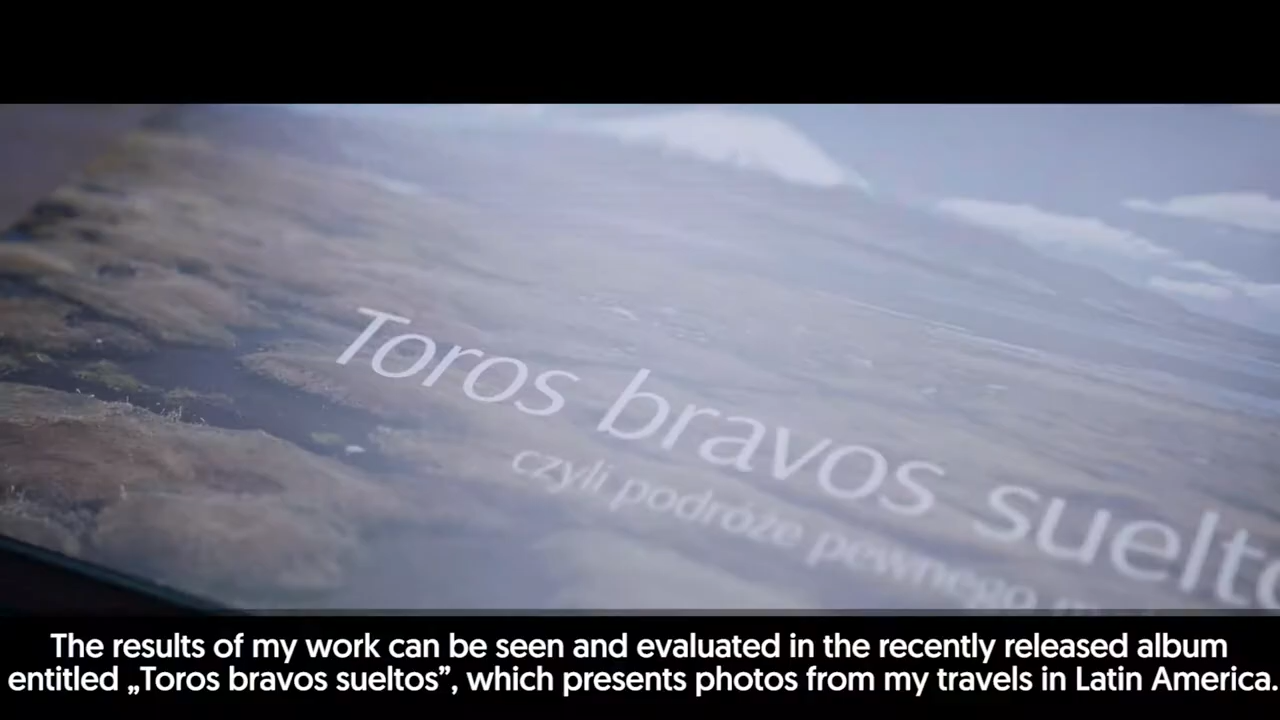 Toros bravos suelto
czyli podróże pewnego
The results of my work can be seen and evaluated in the recently released album
entitled „Toros bravos sueltos”, which presents photos from my travels in Latin America.